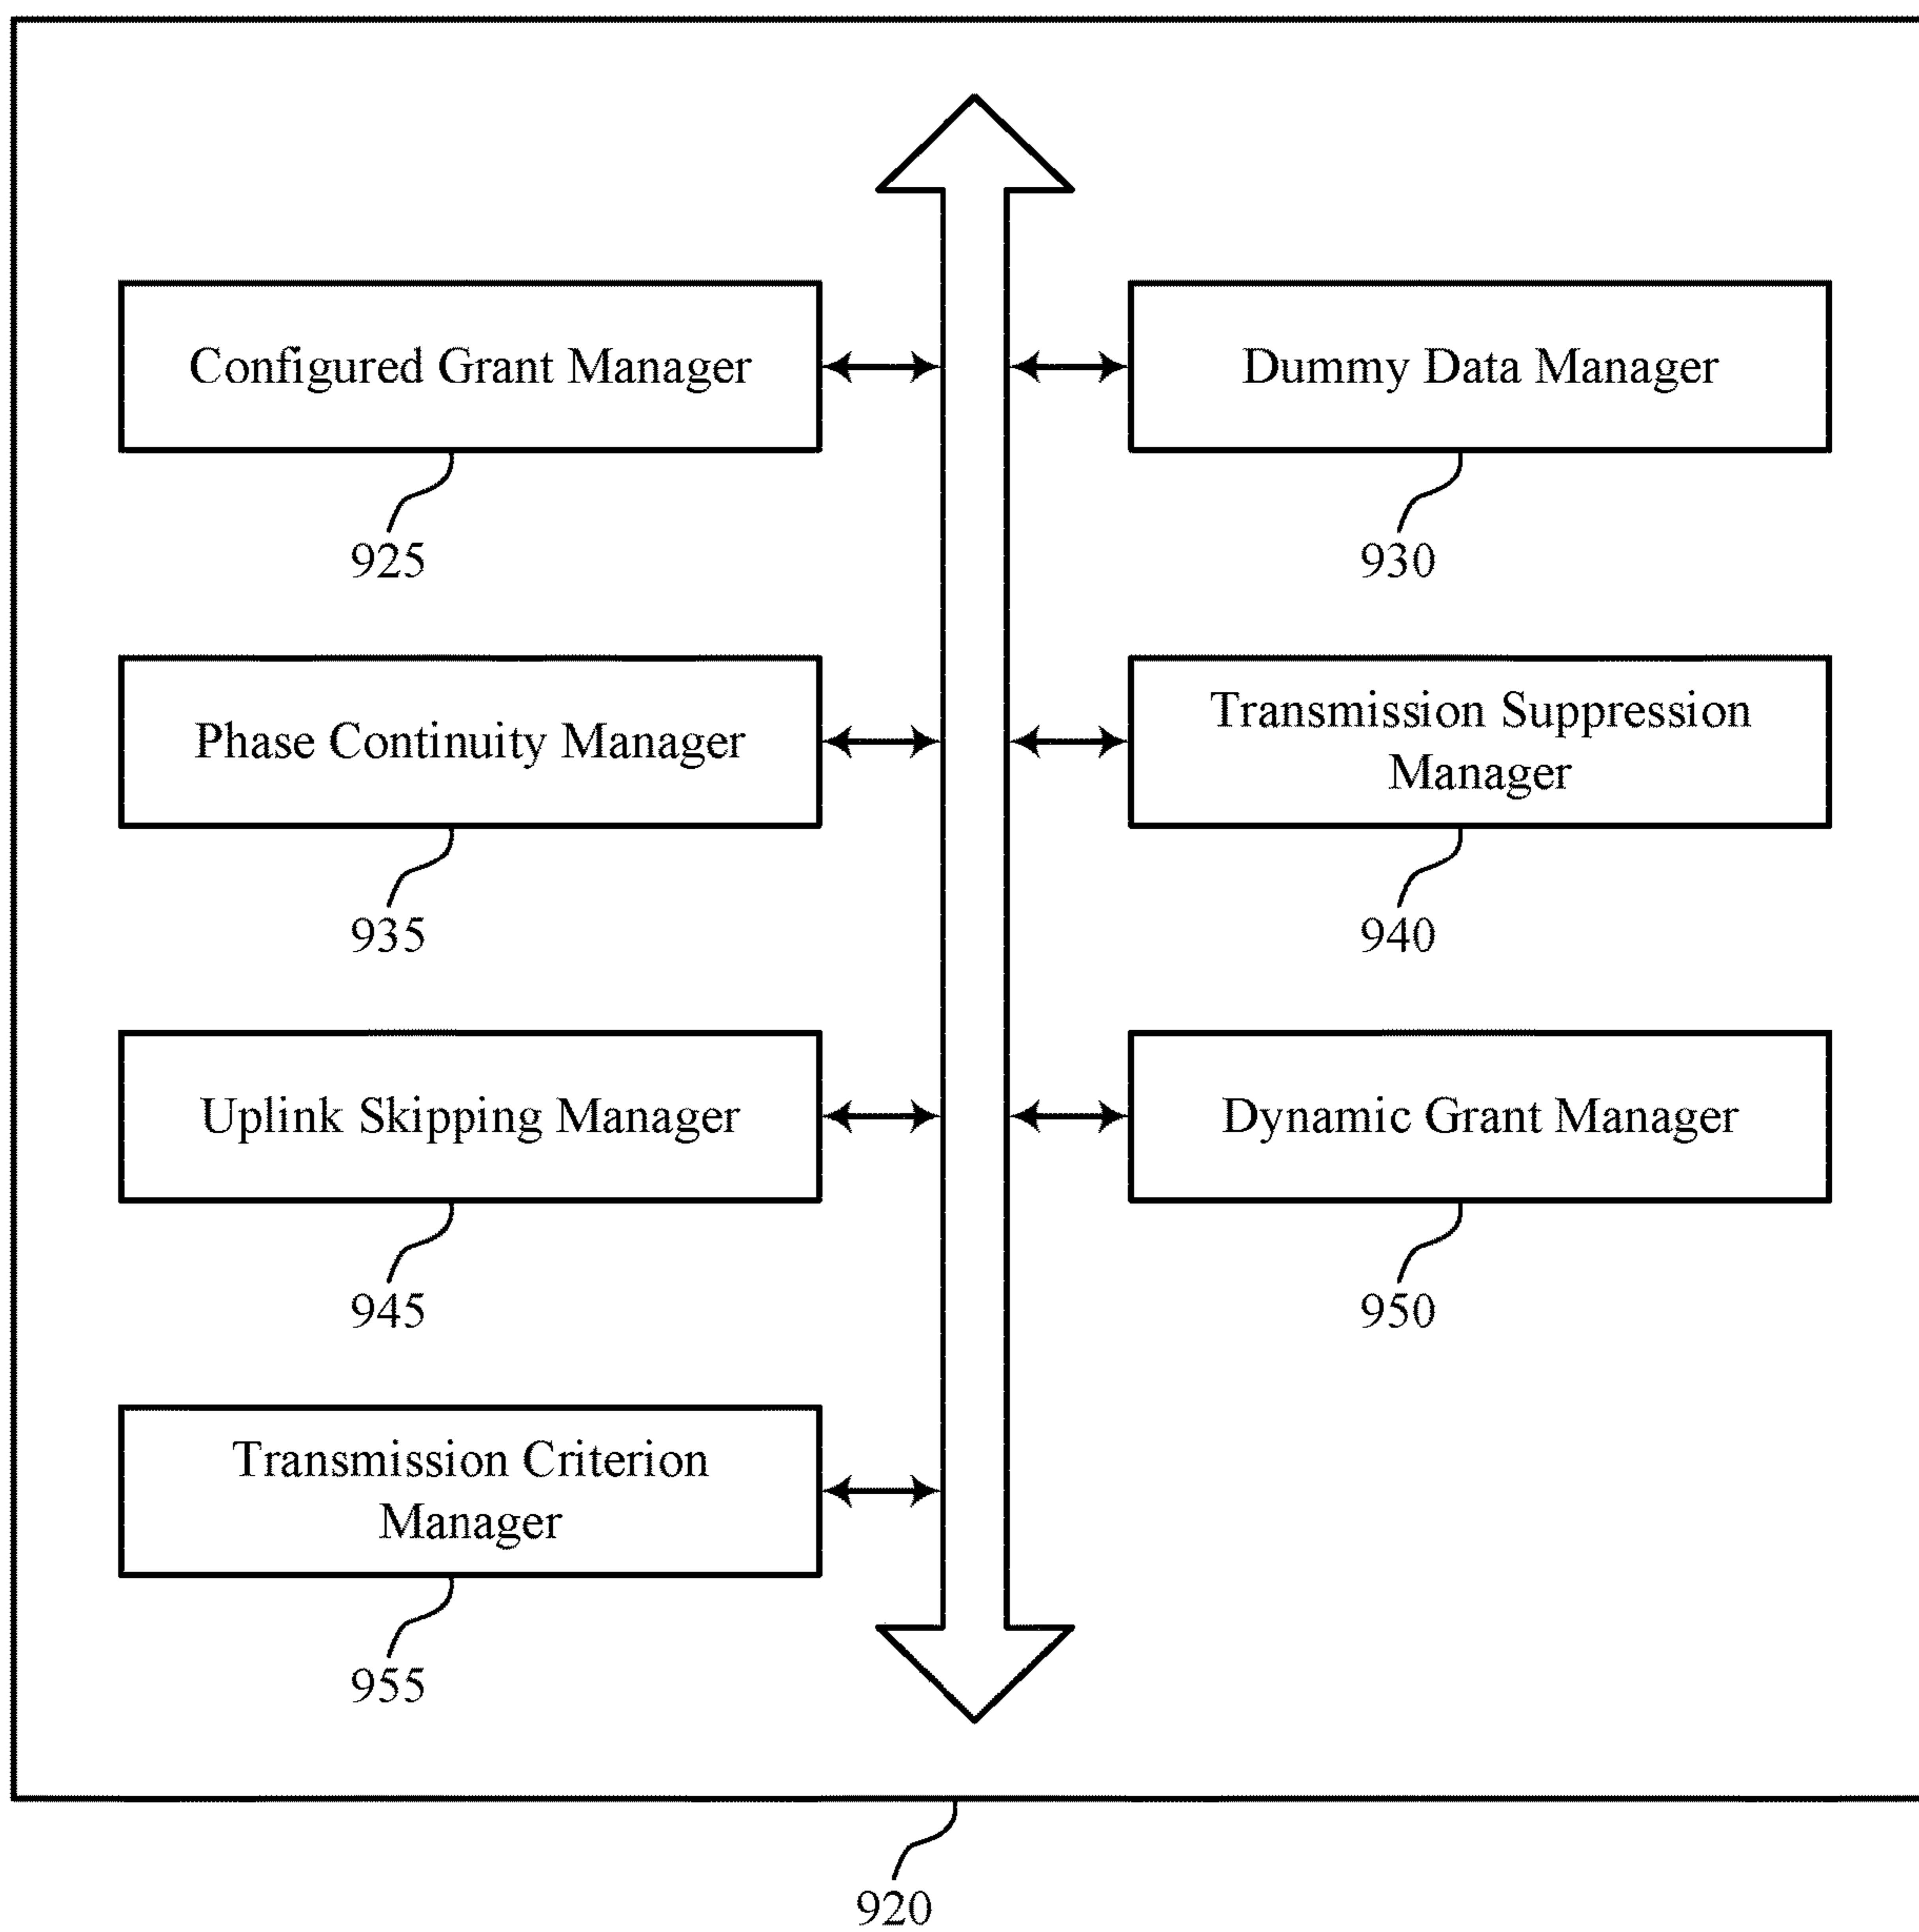 Configured Grant Manager
925
Dummy Data Manager
930
Phase Continuity Manager
935
Transmission Suppression
Manager
940
Uplink Skipping Manager
945
Dynamic Grant Manager
950
Transmission Criterion
Manager
955
920